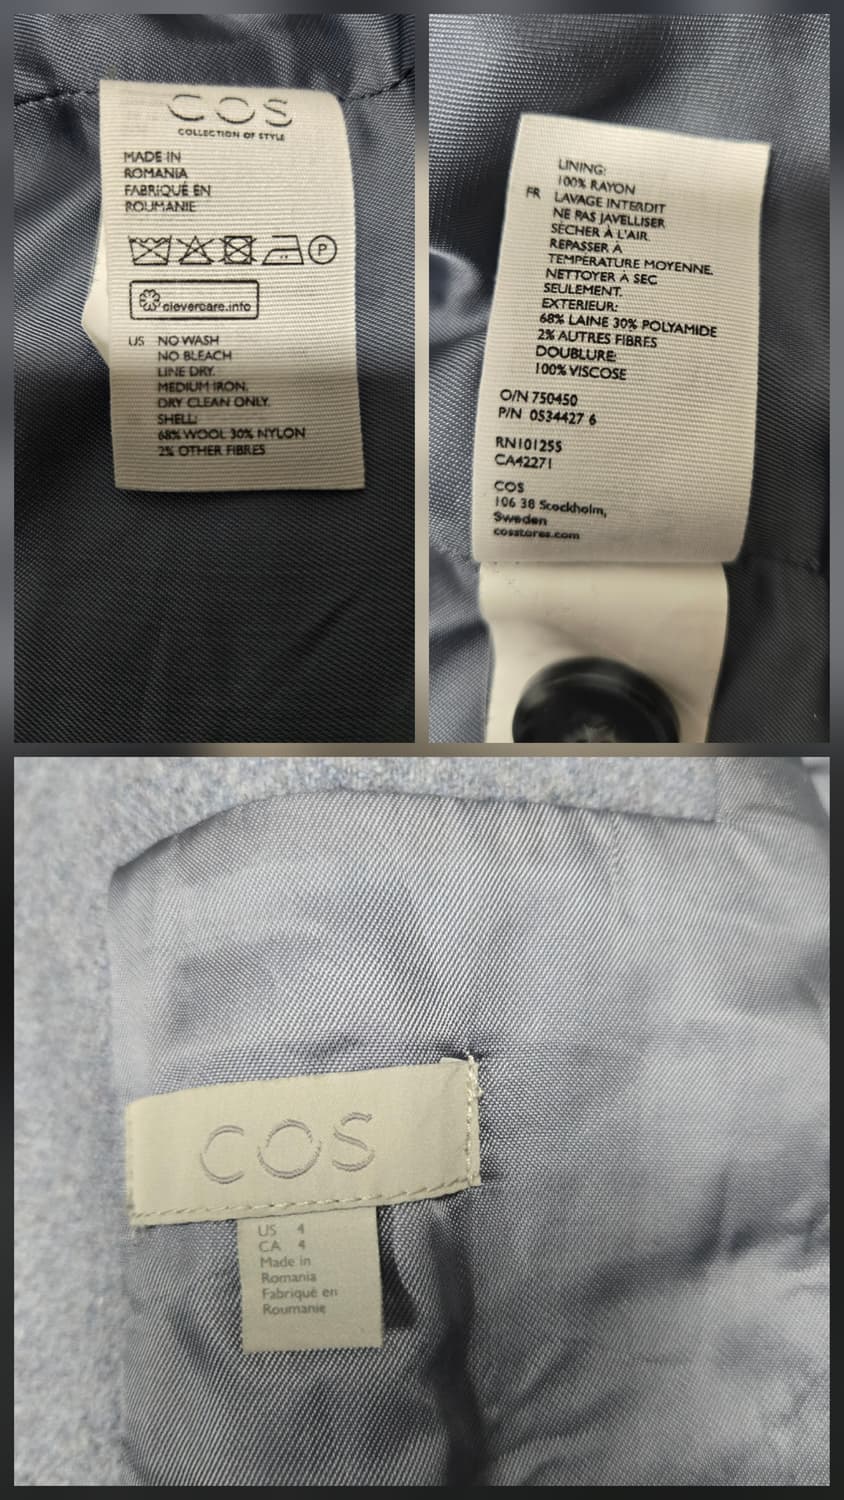 COS
COLLECTION OF STYLE
MADE IN
ROMANIA
FABRIQUÉ EN
ROUMANIE
P
clevercare.info
US NO WASH
NO BLEACH
LINE DRY.
MEDIUM IRON.
DRY CLEAN ONLY.
SHELL:
68% WOOL 30% NYLON
2% OTHER FIBRES
LINING:
100% RAYON
FR LAVAGE INTERDIT
NE PAS JAVELLISER
SÉCHER À L'AIR.
REPASSER À
TEMPÉRATURE MOYENNE.
NETTOYER À SEC
SEULEMENT.
EXTERIEUR:
68% LAINE 30% POLYAMIDE
2% AUTRES FIBRES
DOUBLURE:
100% VISCOSE
O/N 750450
P/N 0534427 6
RN101255
CA42271
COS
106 38 Stockholm,
Sweden
cosstores.com
COS
US 4
CA 4
Made in
Romania
Fabriqué en
Roumanie